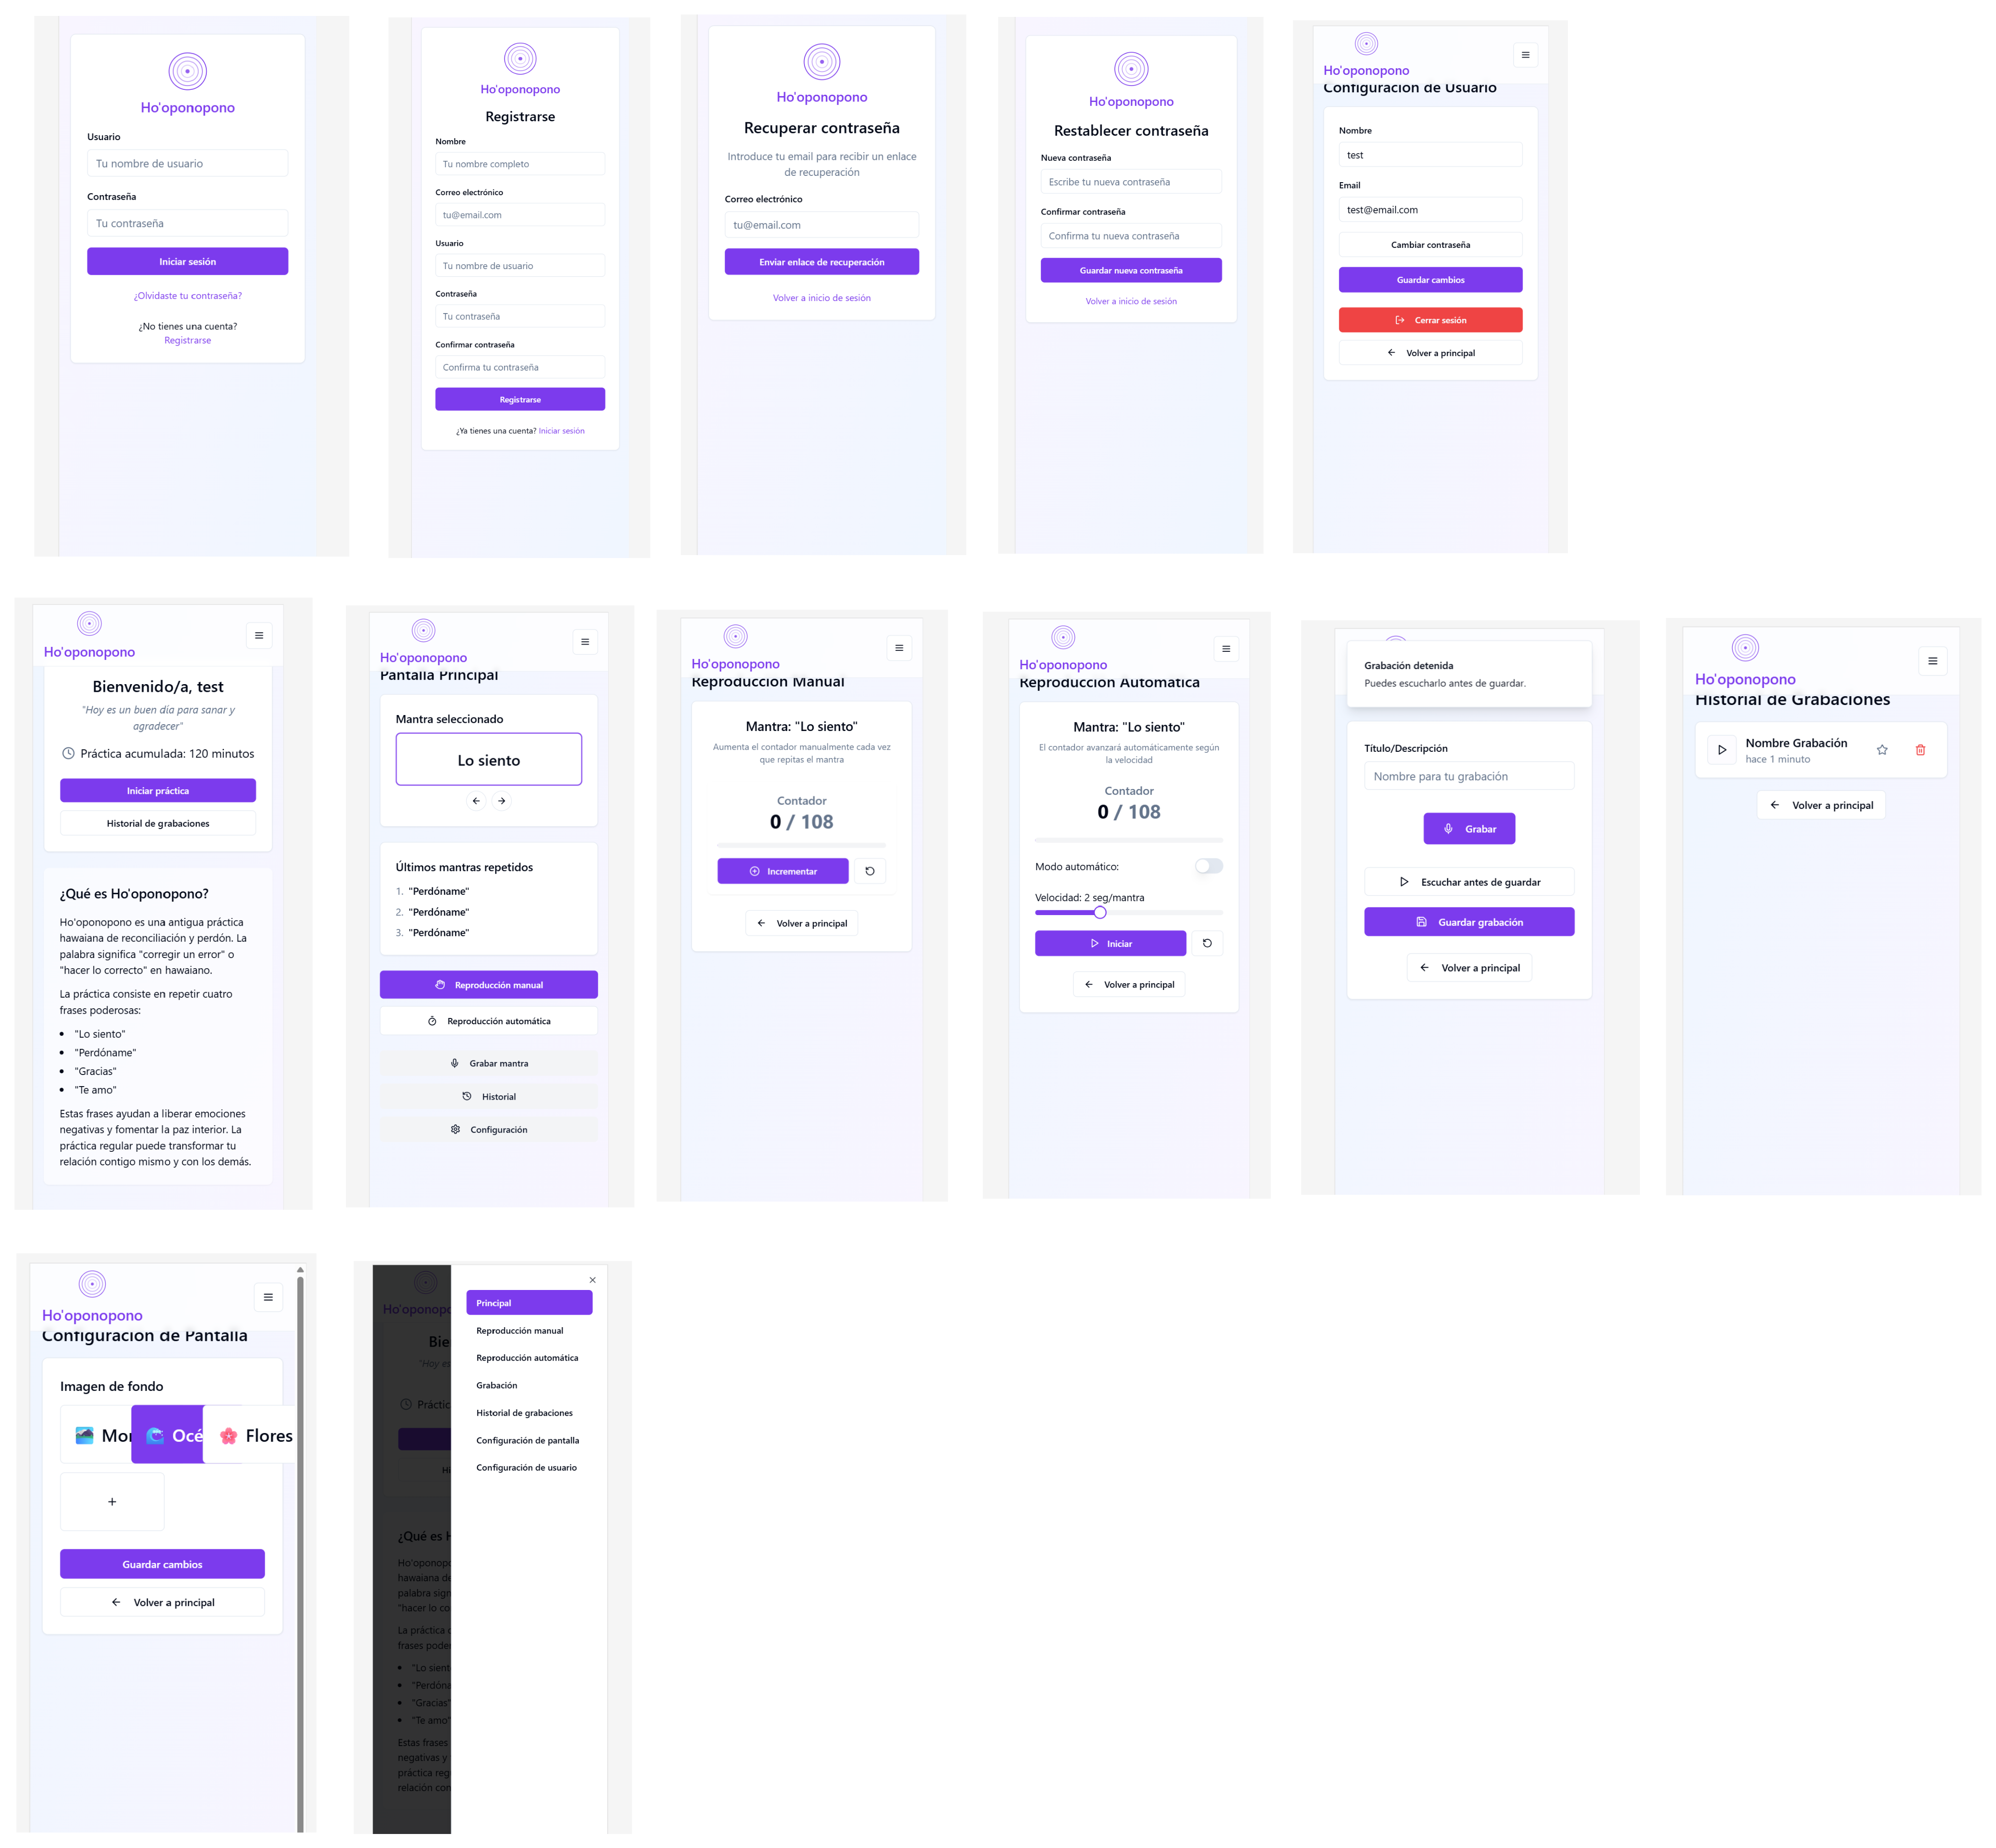 Ho'oponopono
Usuario
Tu nombre de usuario
Contraseña
Tu contraseña
Iniciar sesión
¿Olvidaste tu contraseña?
¿No tienes una cuenta?
Registrarse
Ho'oponopono
Registrarse
Nombre
Tu nombre completo
Correo electrónico
tu@email.com
Usuario
Tu nombre de usuario
Contraseña
Tu contraseña
Confirmar contraseña
Confirma tu contraseña
Registrarse
¿Ya tienes una cuenta? Iniciar sesión
Ho'oponopono
Recuperar contraseña
Introduce tu email para recibir un enlace
de recuperación
Correo electrónico
tu@email.com
Enviar enlace de recuperación
Volver a inicio de sesión
Ho'oponopono
Restablecer contraseña
Nueva contraseña
Escribe tu nueva contraseña
Confirmar contraseña
Confirma tu nueva contraseña
Guardar nueva contraseña
Volver a inicio de sesión
Ho'oponopono
Configuración de Usuario
Nombre
test
Email
test@email.com
Cambiar contraseña
Guardar cambios
Cerrar sesión
Volver a principal
Ho'oponopono
Bienvenido/a, test
"Hoy es un buen día para sanar y
agradecer"
Práctica acumulada: 120 minutos
Iniciar práctica
Historial de grabaciones
¿Qué es Ho'oponopono?
Ho'oponopono es una antigua práctica
hawaiana de reconciliación y perdón. La
palabra significa "corregir un error" o
"hacer lo correcto" en hawaiano.
La práctica consiste en repetir cuatro
frases poderosas:
• "Lo siento"
• "Perdóname"
• "Gracias"
• "Te amo"
Estas frases ayudan a liberar emociones
negativas y fomentar la paz interior. La
práctica regular puede transformar tu
relación contigo mismo y con los demás.
Ho'oponopono
Pantalla Principal
Mantra seleccionado
Lo siento
Últimos mantras repetidos
1. "Perdóname"
2. "Perdóname"
3. "Perdóname"
Reproducción manual
Reproducción automática
Grabar mantra
Historial
Configuración
Ho'oponopono
Reproducción Manual
Mantra: "Lo siento"
Aumenta el contador manualmente cada vez
que repitas el mantra
Contador
0 / 108
Incrementar
Volver a principal
Ho'oponopono
Reproducción Automática
Mantra: "Lo siento"
El contador avanzará automáticamente según
la velocidad
Contador
0 / 108
Modo automático:
Velocidad: 2 seg/mantra
Iniciar
Volver a principal
Grabación detenida
Puedes escucharlo antes de guardar.
Título/Descripción
Nombre para tu grabación
Grabar
Escuchar antes de guardar
Guardar grabación
Volver a principal
Ho'oponopono
Historial de Grabaciones
Nombre Grabación
hace 1 minuto
Volver a principal
Ho'oponopono
Configuración de Pantalla
Imagen de fondo
Mon
Océ
Flores
+
Guardar cambios
Volver a principal
Ho'oponopo
Principal
Reproducción manual
Bie
Reproducción automática
"Hoy es
Grabación
Práctic
Historial de grabaciones
Configuración de pantalla
Hi
Configuración de usuario
¿Qué es H
Ho'oponopo
hawaiana de
palabra sign
"hacer lo co
La práctica c
frases poder
• "Lo sient
• "Perdóna
• "Gracias"
• "Te amo"
Estas frases
negativas y
práctica reg
relación con